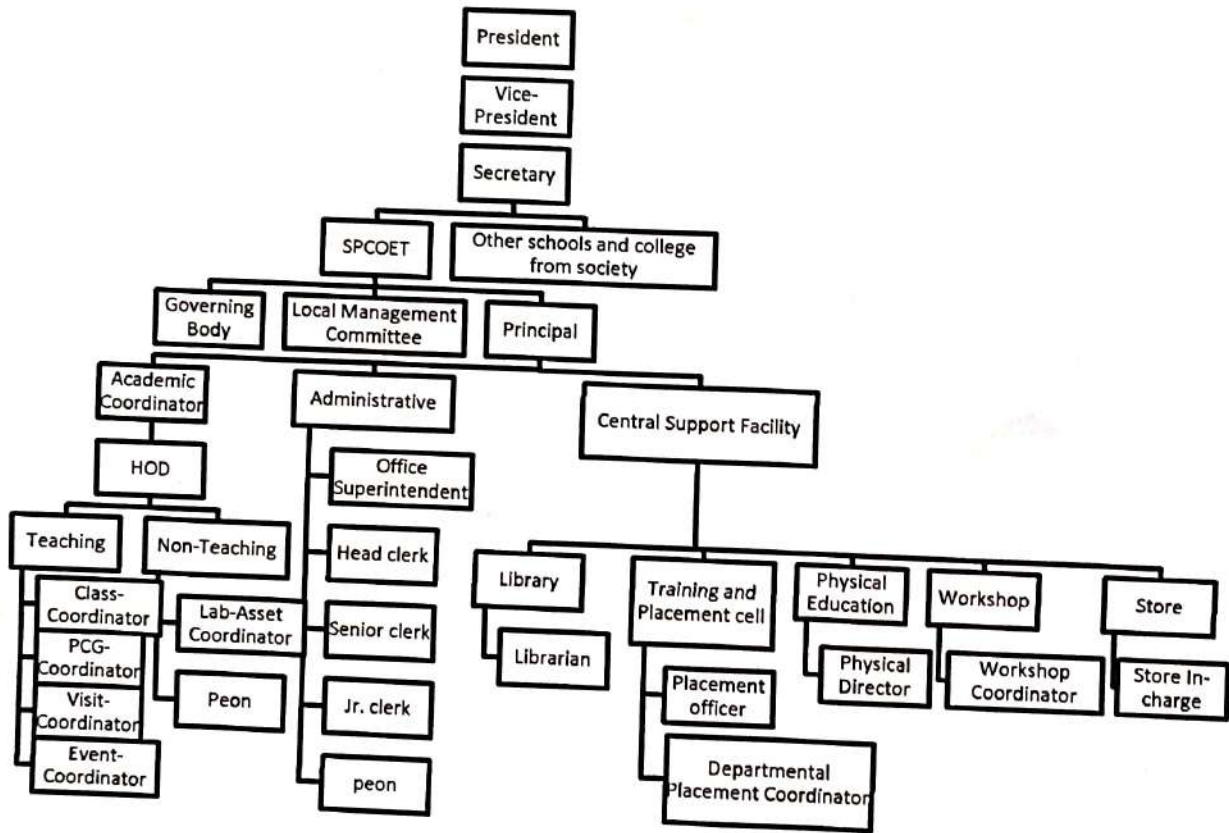 President
Vice-
President
Secretary
SPCOET
Other schools and college
from society
Governing
Body
Local Management
Committee
Principal
Academic
Coordinator
Administrative
Central Support Facility
HOD
Office
Superintendent
Teaching
Non-Teaching
Head clerk
Library
Training and
Placement cell
Physical
Education
Workshop
Store
Class-
Coordinator
Lab-Asset
Coordinator
Senior clerk
Librarian
Physical
Director
Workshop
Coordinator
Store In-
charge
PCG-
Coordinator
Peon
Jr. clerk
Placement
officer
Visit-
Coordinator
Event-
Coordinator
peon
Departmental
Placement Coordinator